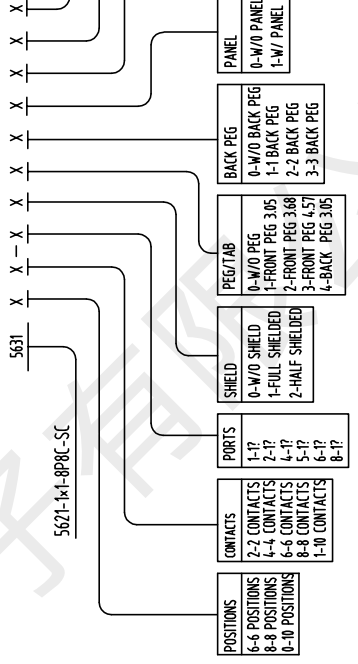 5631 X X – X X X X X X X X
5621-1x1-8P8C-SC
POSITIONS
6-6 POSITIONS
8-8 POSITIONS
0-10 POSITIONS
CONTACTS
2-2 CONTACTS
4-4 CONTACTS
6-6 CONTACTS
8-8 CONTACTS
1-10 CONTACTS
PORTS
1-1?
2-1?
4-1?
5-1?
6-1?
8-1?
SHIELD
0-W/O SHIELD
1-FULL SHIELDED
2-HALF SHIELDED
PEG/TAB
0-W/O PEG
1-FRONT PEG 3.05
2-FRONT PEG 3.68
3-FRONT PEG 4.57
4-BACK PEG 3.05
BACK PEG
0-W/O BACK PEG
1-1 BACK PEG
2-2 BACK PEG
3-3 BACK PEG
PANEL
0-W/O PANEL
1-W/ PANEL
子有限公